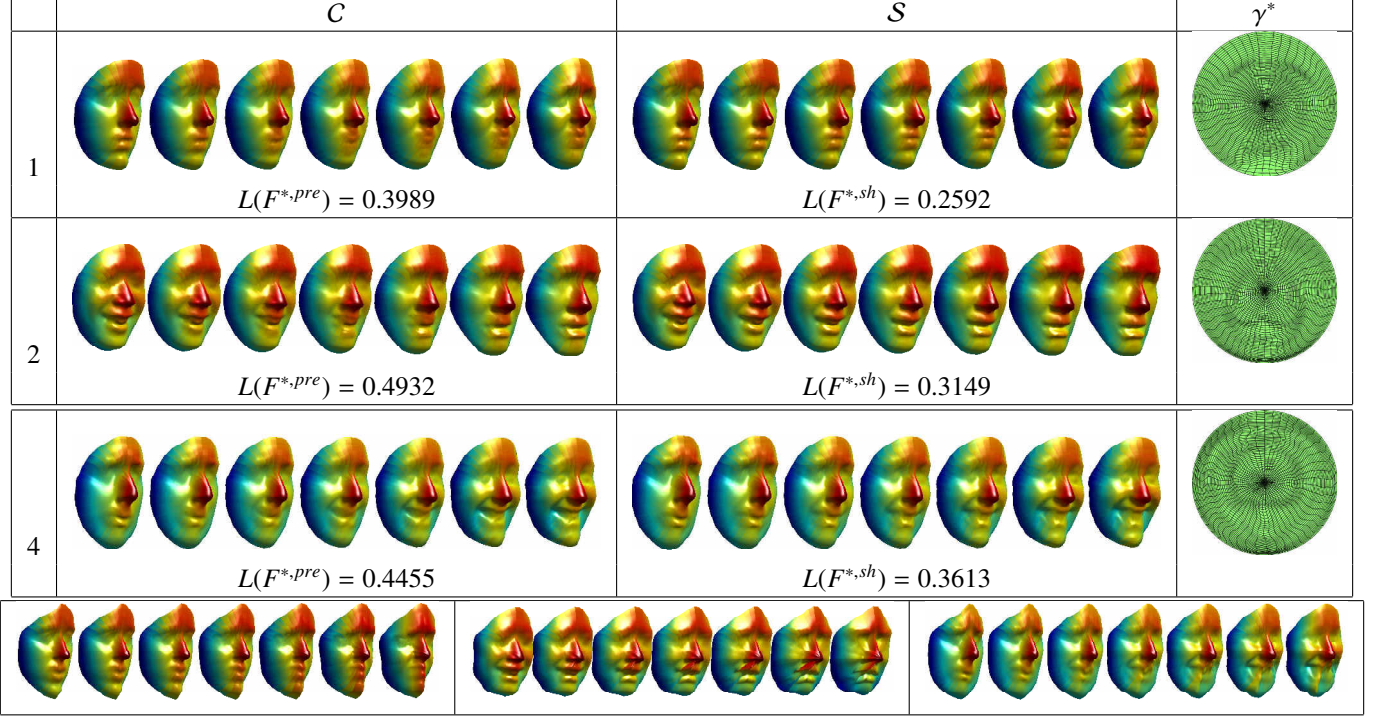 C S γ*
1
L(F*,pre) = 0.3989 L(F*,sh) = 0.2592
2
L(F*,pre) = 0.4932 L(F*,sh) = 0.3149
4
L(F*,pre) = 0.4455 L(F*,sh) = 0.3613